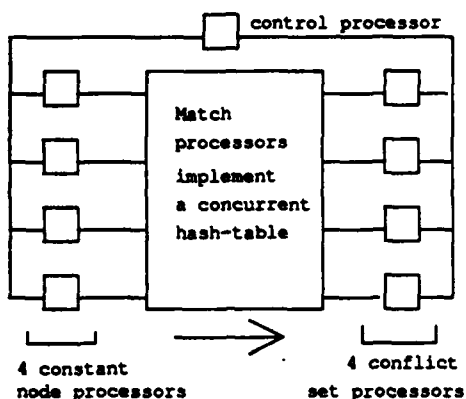 control processor
Match
processors
implement
a concurrent
hash-table
4 constant
node processors
4 conflict
set processors